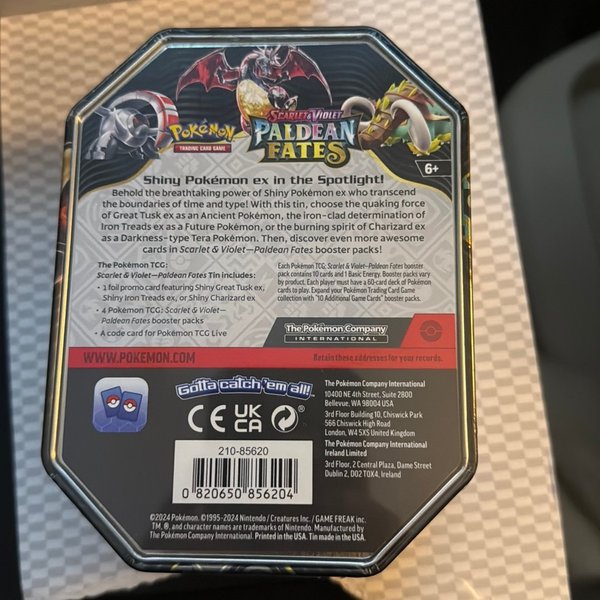 Pokémon
TRADING CARD GAME
SCARLET & VIOLET
PALDEAN
FATES
6+
Shiny Pokémon ex in the Spotlight!
Behold the breathtaking power of Shiny Pokémon ex who transcend
the boundaries of time and type! With this tin, choose the quaking force
of Great Tusk ex as an Ancient Pokémon, the iron-clad determination of
Iron Treads ex as a Future Pokémon, or the burning spirit of Charizard ex
as a Darkness-type Tera Pokémon. Then, discover even more awesome
cards in Scarlet & Violet—Paldean Fates booster packs!
The Pokémon TCG:
Scarlet & Violet—Paldean Fates Tin includes:
• 1 foil promo card featuring Shiny Great Tusk ex,
Shiny Iron Treads ex, or Shiny Charizard ex
• 4 Pokémon TCG: Scarlet & Violet—
Paldean Fates booster packs
• A code card for Pokémon TCG Live
Each Pokémon TCG: Scarlet & Violet—Paldean Fates booster
pack contains 10 cards and 1 Basic Energy. Booster packs vary
by product. Each player must have a 60-card deck of Pokémon
cards to play. Expand your Pokémon Trading Card Game
collection with "10 Additional Game Cards" booster packs.
The Pokémon Company
INTERNATIONAL
WWW.POKEMON.COM
Retain these addresses for your records.
Gotta catch 'em all!
CE UK
CA
210-85620
0 820650 856204
The Pokémon Company International
10400 NE 4th Street, Suite 2800
Bellevue, WA 98004 USA
3rd Floor Building 10, Chiswick Park
566 Chiswick High Road
London, W4 5XS United Kingdom
The Pokémon Company International
Ireland Limited
3rd Floor, 2 Central Plaza, Dame Street
Dublin 2, D02 T0X4, Ireland
©2024 Pokémon. ©1995-2024 Nintendo / Creatures Inc. / GAME FREAK inc.
TM, ®, and character names are trademarks of Nintendo. Manufactured by
The Pokémon Company International. Printed in the USA. Tin made in USA.